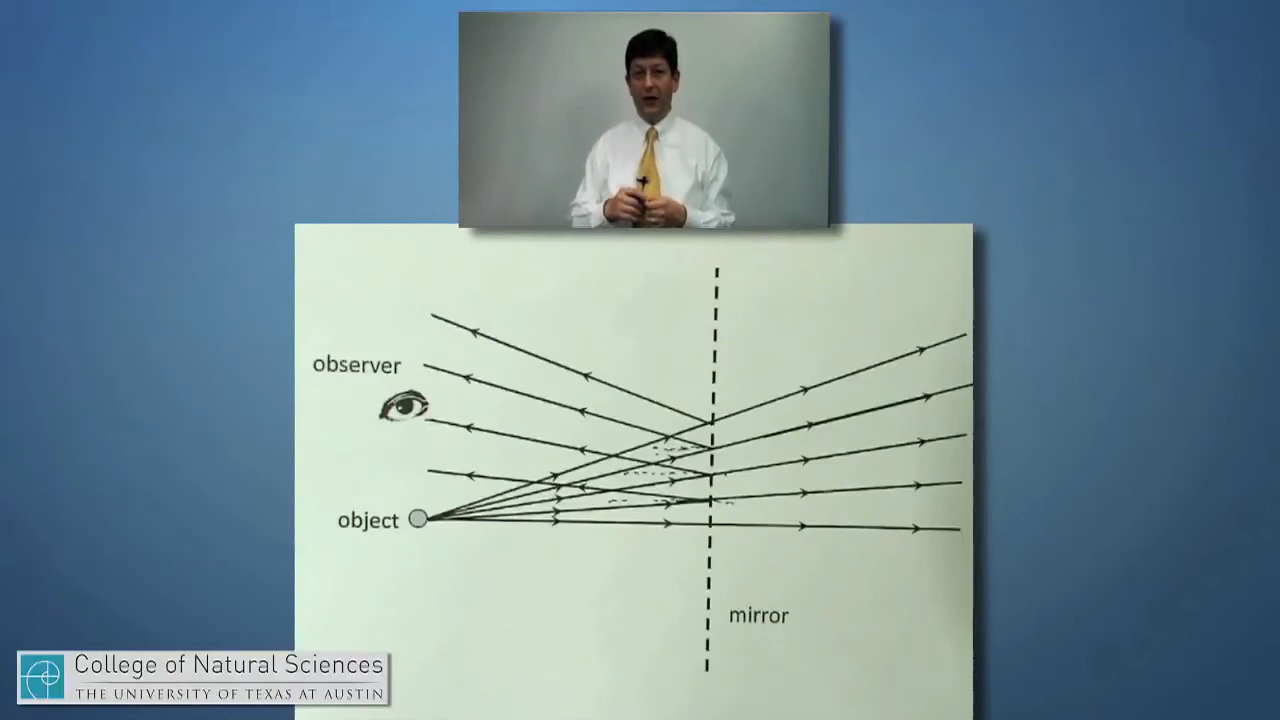 observer
object
mirror
College of Natural Sciences
THE UNIVERSITY OF TEXAS AT AUSTIN